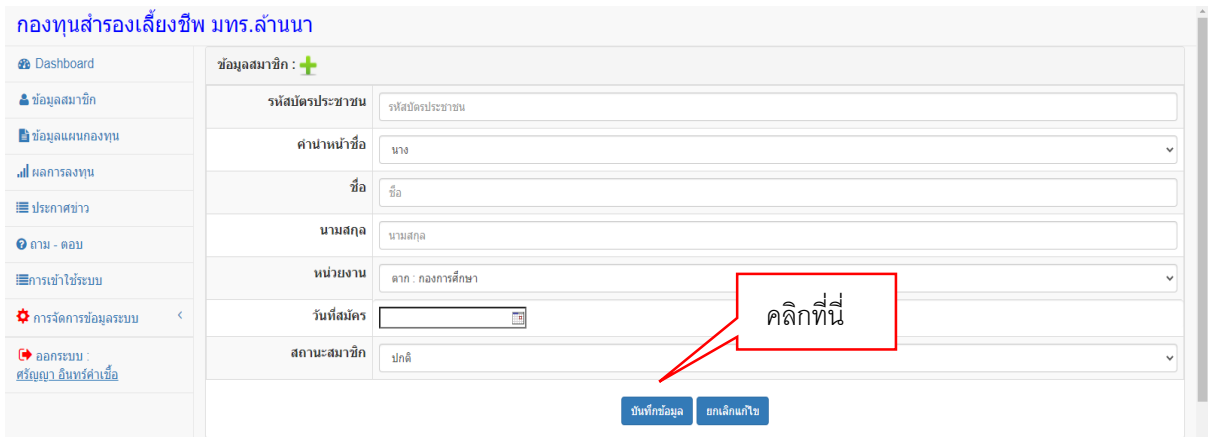 กองทุนสำรองเลี้ยงชีพ มทร.ล้านนา
Dashboard
ข้อมูลสมาชิก
ข้อมูลแผนกองทุน
ผลการลงทุน
ประกาศข่าว
ถาม - ตอบ
การเข้าใช้ระบบ
การจัดการข้อมูลระบบ
ออกระบบ :
ศรัญญา อินทร์คำเชื้อ
ข้อมูลสมาชิก :
รหัสบัตรประชาชน รหัสบัตรประชาชน
คำนำหน้าชื่อ นาง
ชื่อ ชื่อ
นามสกุล นามสกุล
หน่วยงาน ตาก : กองการศึกษา
วันที่สมัคร
สถานะสมาชิก ปกติ
คลิกที่นี่
บันทึกข้อมูล ยกเลิกแก้ไข